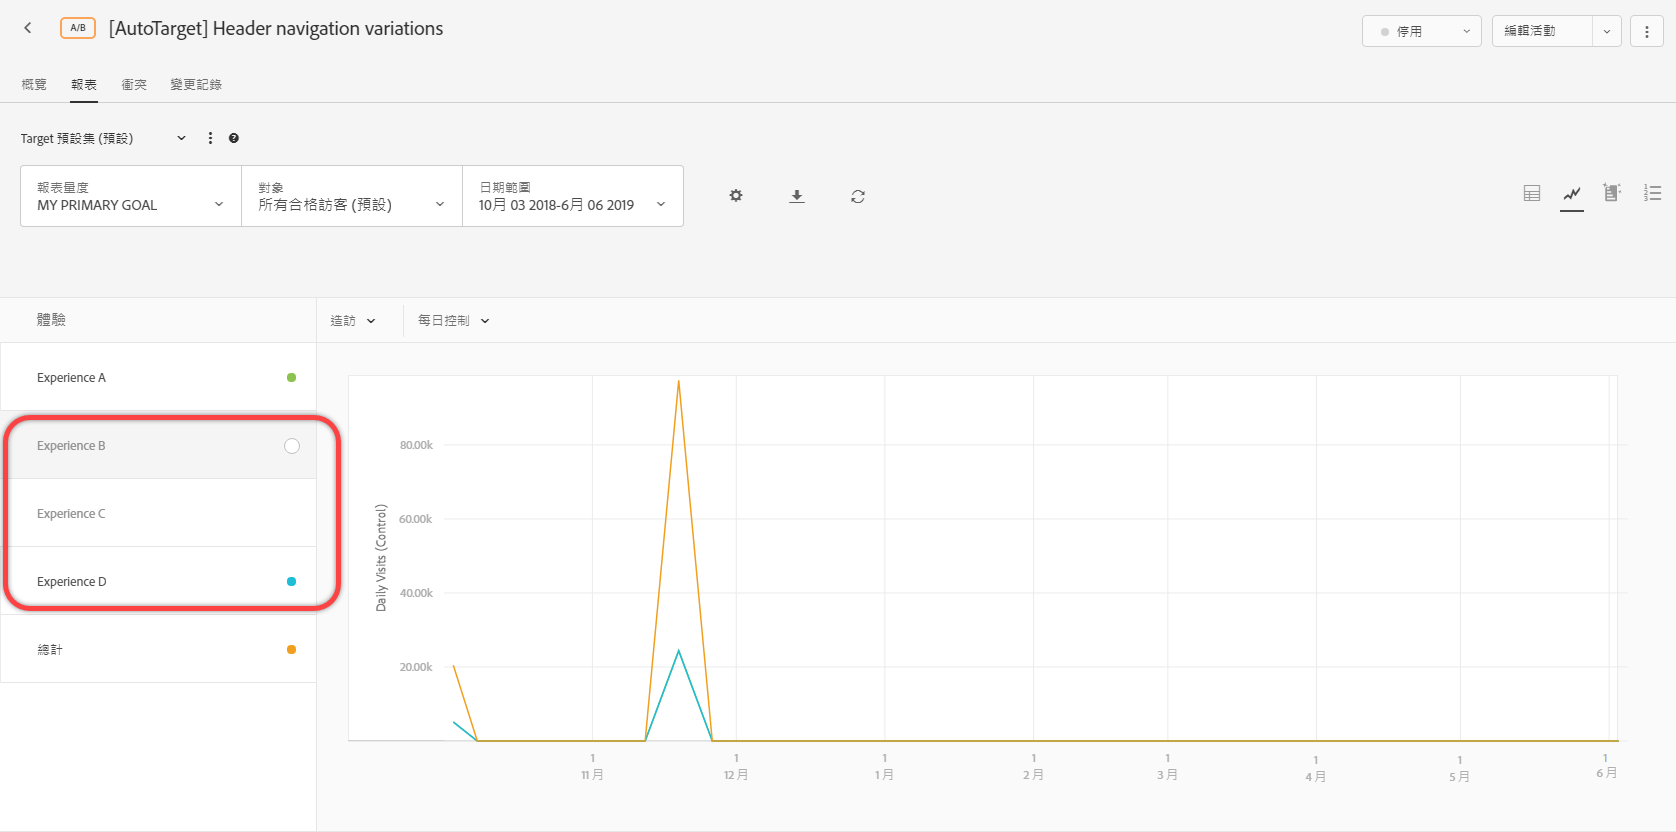 A/B [AutoTarget] Header navigation variations
停用
編輯活動
概覽 報表 衝突 變更記錄
Target 預設集 (預設)
報表量度
MY PRIMARY GOAL
對象
所有合格訪客 (預設)
日期範圍
10月 03 2018-6月 06 2019
體驗
造訪
每日控制
Experience A
Experience B
Experience C
Experience D
總計
Daily Visits (Control)
80.00k
60.00k
40.00k
20.00k
1
11 月
1
12 月
1
1 月
1
2 月
1
3 月
1
4 月
1
5 月
1
6 月